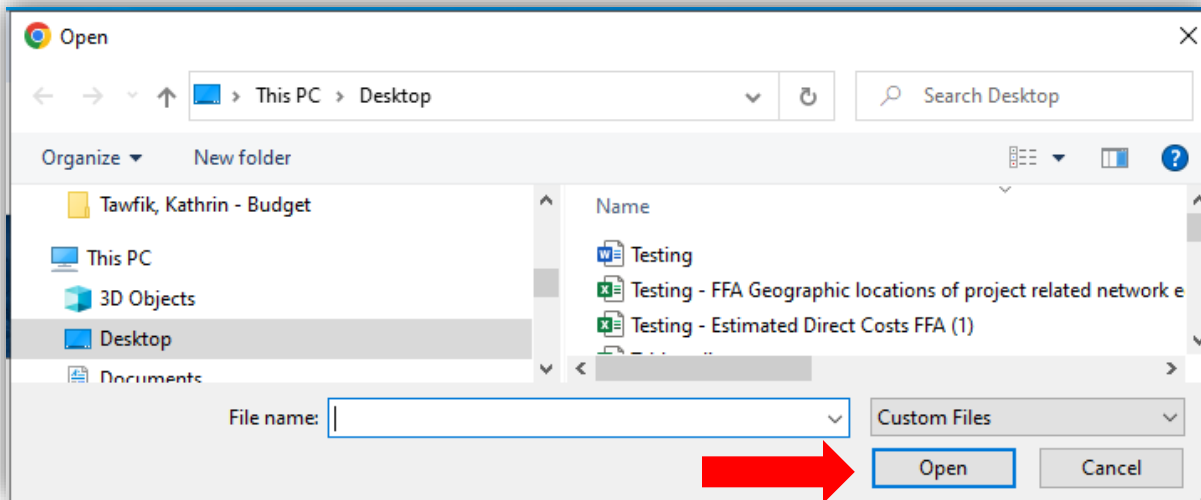 Open
This PC > Desktop
Search Desktop
Organize
New folder
Tawfik, Kathrin - Budget
This PC
3D Objects
Desktop
Documents
Name
Testing
Testing - FFA Geographic locations of project related network e
Testing - Estimated Direct Costs FFA (1)
File name:
Custom Files
Open
Cancel